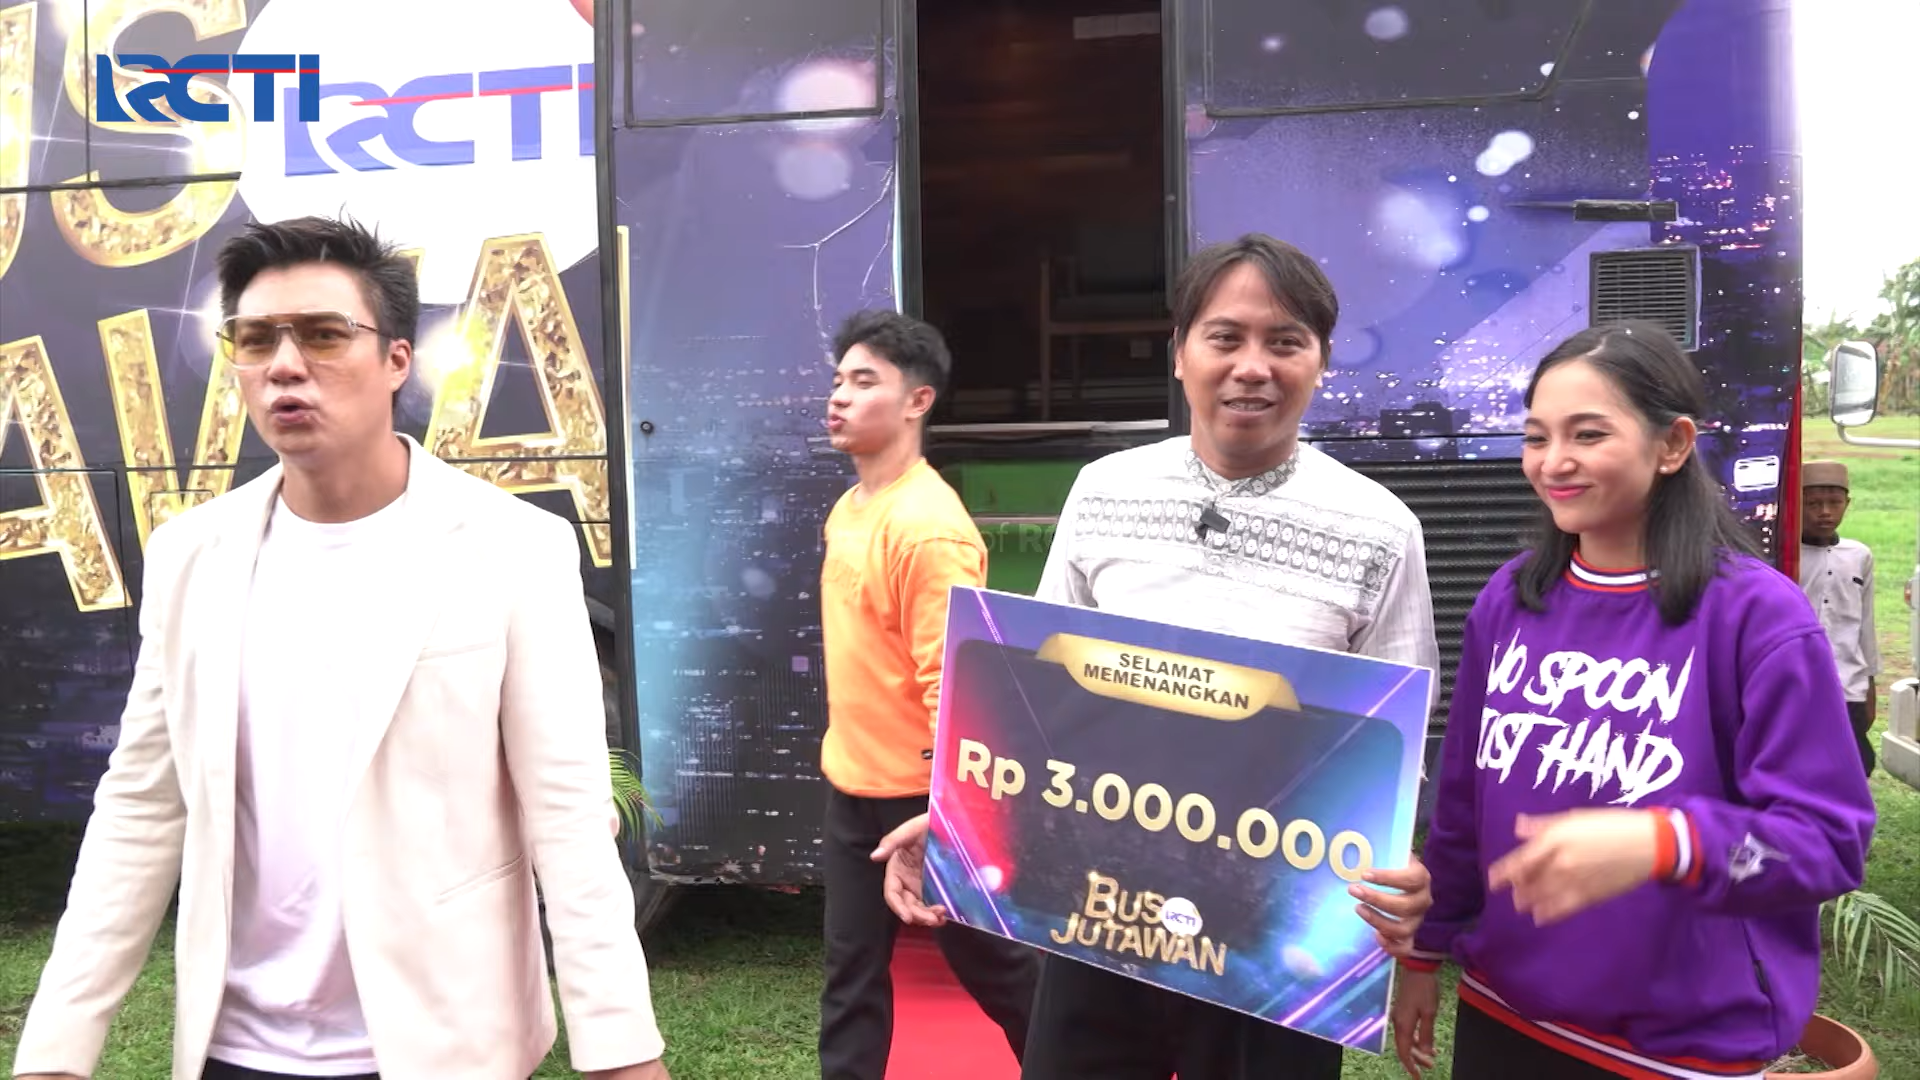 RCTI
RCTI
SELAMAT
MEMENANGKAN
Rp 3.000.000
BUS RCTI
JUTAWAN
NO SPOON
JUST HAND